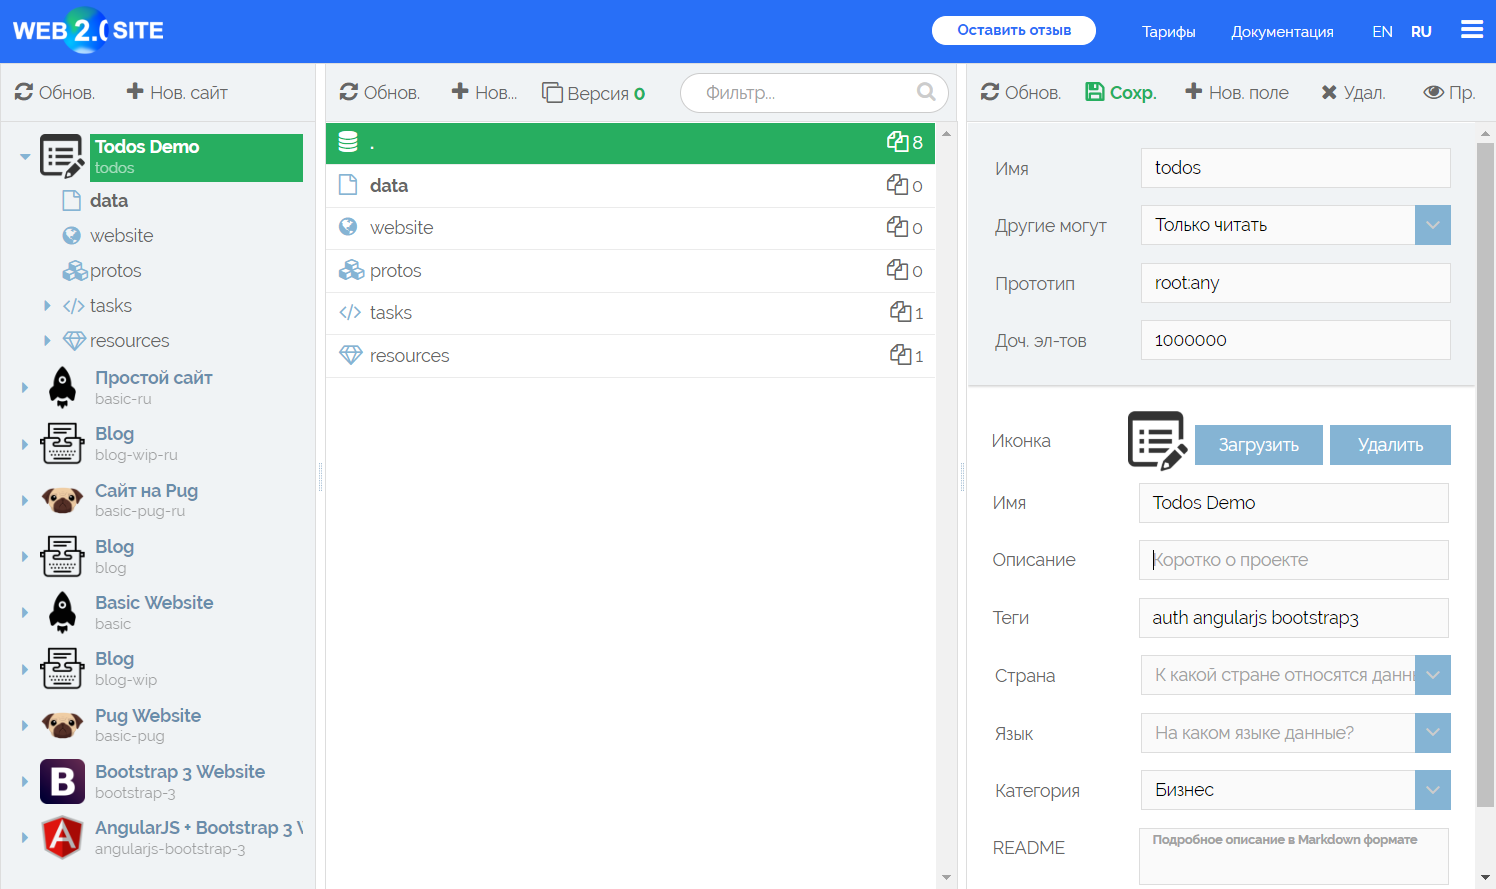 WEB 2.0 SITE
Оставить отзыв
Тарифы
Документация
EN
RU
Обнов.
Нов. сайт
Todos Demo
todos
data
website
protos
tasks
resources
Простой сайт
basic-ru
Blog
blog-wip-ru
Сайт на Pug
basic-pug-ru
Blog
blog
Basic Website
basic
Blog
blog-wip
Pug Website
basic-pug
B
Bootstrap 3 Website
bootstrap-3
A
AngularJS + Bootstrap 3
angularjs-bootstrap-3
Обнов.
Нов...
Версия 0
Фильтр...
. 8
data 0
website 0
protos 0
tasks 1
resources 1
Обнов.
Сохр.
Нов. поле
Удал.
Пр.
Имя todos
Другие могут Только читать
Прототип root:any
Доч. эл-тов 1000000
Иконка Загрузить Удалить
Имя Todos Demo
Описание Коротко о проекте
Теги auth angularjs bootstrap3
Страна К какой стране относятся данн
Язык На каком языке данные?
Категория Бизнес
README Подробное описание в Markdown формате